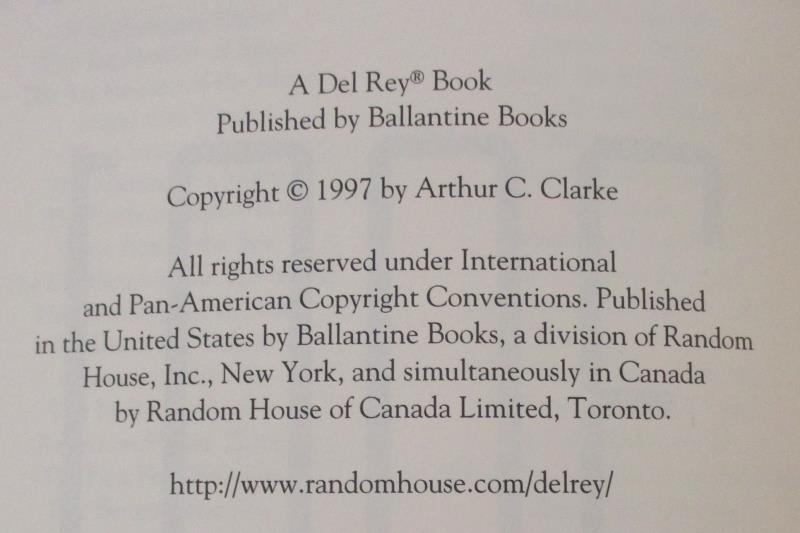 A Del Rey® Book
Published by Ballantine Books
Copyright © 1997 by Arthur C. Clarke
All rights reserved under International
and Pan-American Copyright Conventions. Published
in the United States by Ballantine Books, a division of Random
House, Inc., New York, and simultaneously in Canada
by Random House of Canada Limited, Toronto.
http://www.randomhouse.com/delrey/